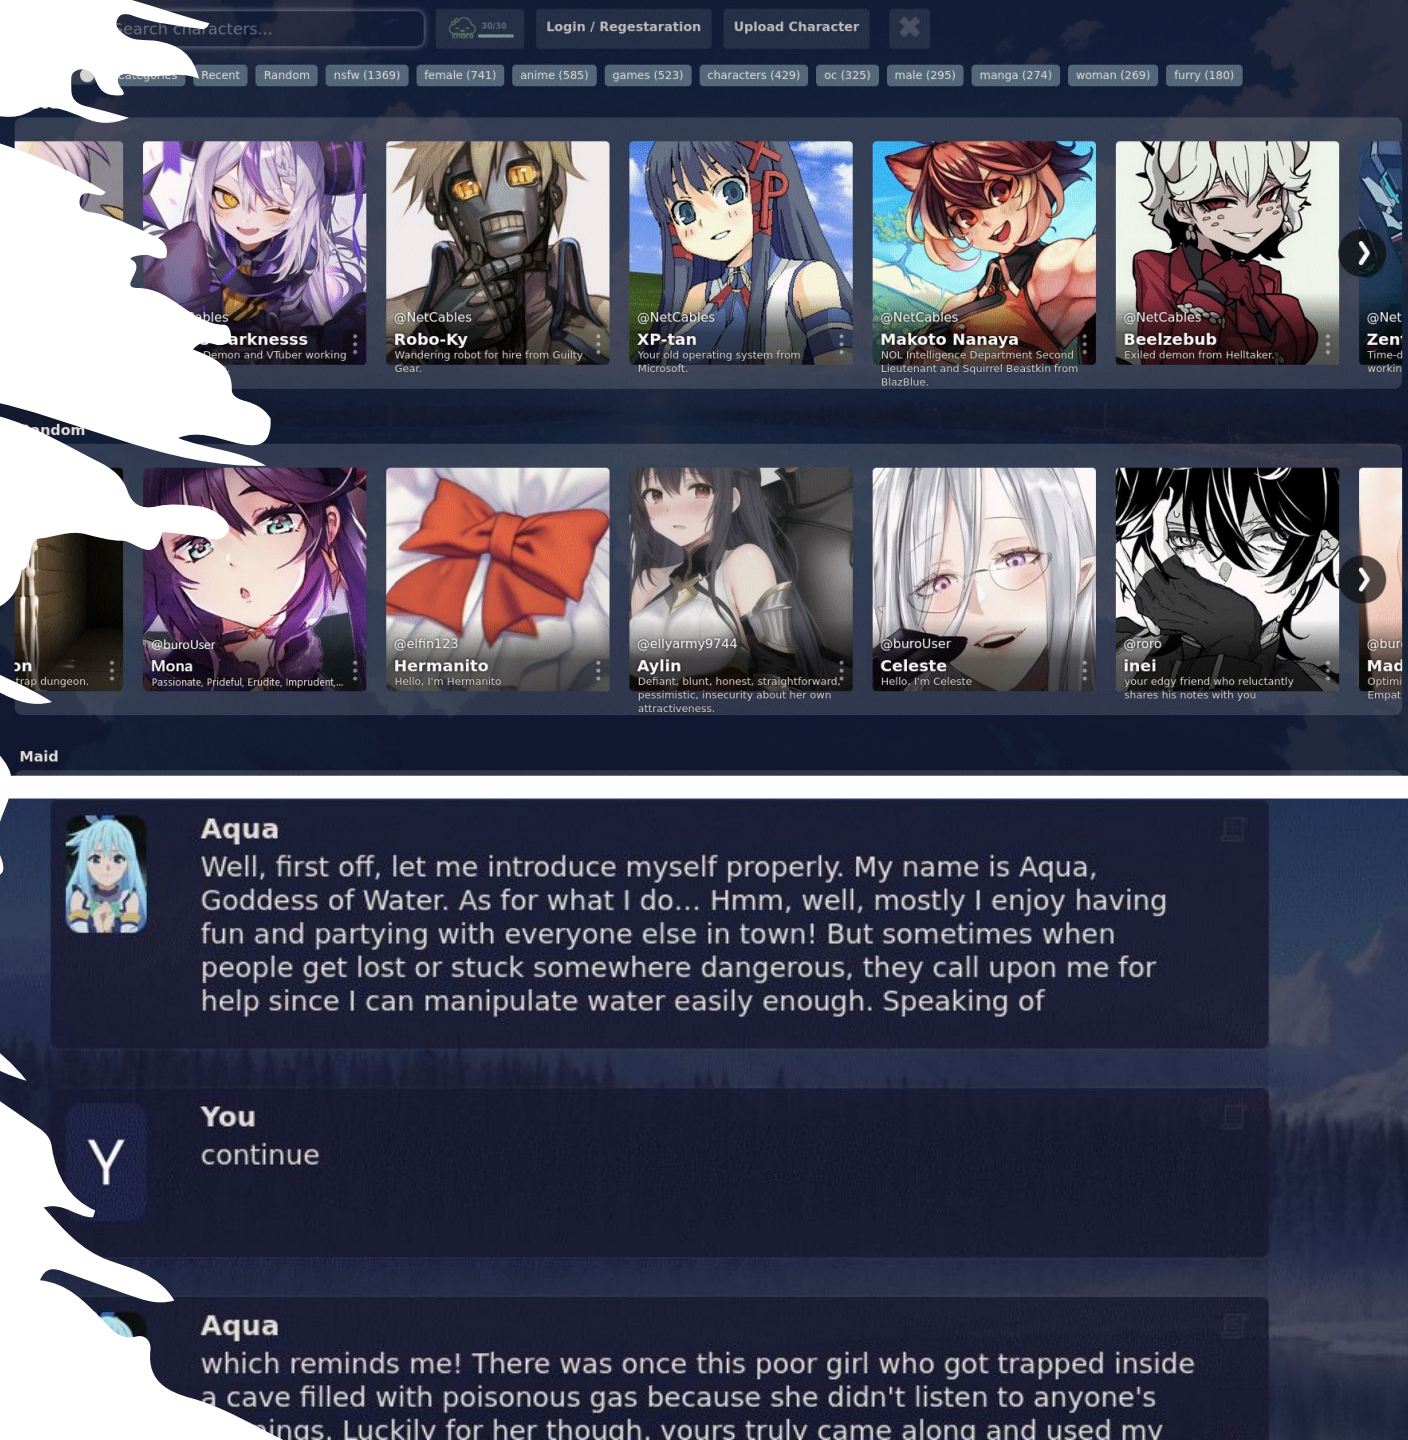 Search characters...
30/30
Login / Regestaration
Upload Character
✖
Categories
Recent
Random
nsfw (1369)
female (741)
anime (585)
games (523)
characters (429)
oc (325)
male (295)
manga (274)
woman (269)
furry (180)
Demon and VTuber working
@NetCables
Robo-Ky
Wandering robot for hire from Guilty
Gear.
XP
@NetCables
XP-tan
Your old operating system from
Microsoft.
@NetCables
Makoto Nanaya
NOL Intelligence Department Second
Lieutenant and Squirrel Beastkin from
BlazBlue.
@NetCables
Beelzebub
Exiled demon from Helltaker.
@Net
Zen
Time-d
workin
Random
on
trap dungeon.
@buroUser
Mona
Passionate, Prideful, Erudite, Imprudent,...
@elfin123
Hermanito
Hello, I'm Hermanito
@ellyarmy9744
Aylin
Defiant, blunt, honest, straightforward,
pessimistic, insecurity about her own
attractiveness.
@buroUser
Celeste
Hello, I'm Celeste
@roro
inei
your edgy friend who reluctantly
shares his notes with you
@bur
Mad
Optimi
Empat
Maid
Aqua
Well, first off, let me introduce myself properly. My name is Aqua,
Goddess of Water. As for what I do... Hmm, well, mostly I enjoy having
fun and partying with everyone else in town! But sometimes when
people get lost or stuck somewhere dangerous, they call upon me for
help since I can manipulate water easily enough. Speaking of
Y
You
continue
Aqua
which reminds me! There was once this poor girl who got trapped inside
a cave filled with poisonous gas because she didn't listen to anyone's
Luckily for her though, yours truly came along and used my